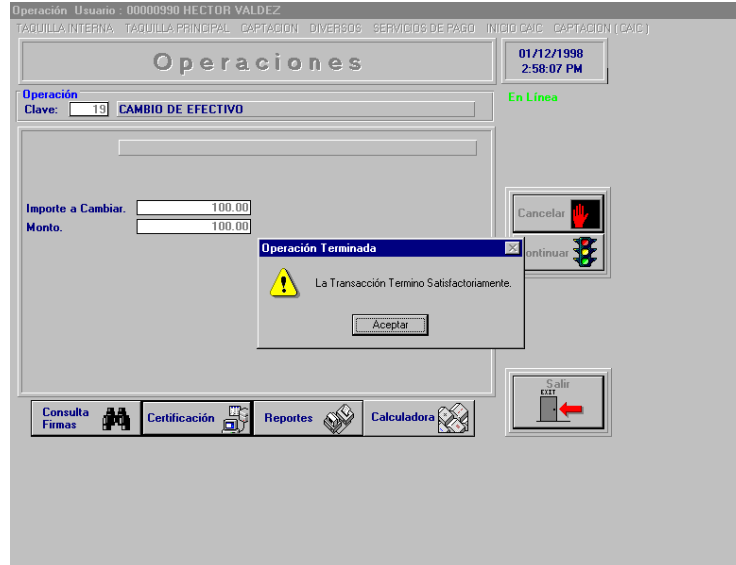 Operación Usuario : 00000990 HECTOR VALDEZ
TAQUILLA INTERNA TAQUILLA PRINCIPAL CAPTACION DIVERSOS SERVICIOS DE PAGO INICIO CAIC CAPTACION ( CAIC )
Operaciones
01/12/1998
2:58:07 PM
Operación
Clave: 19 CAMBIO DE EFECTIVO
En Línea
Importe a Cambiar. 100.00
Monto. 100.00
Cancelar
ontinuar
Operación Terminada
La Transacción Termino Satisfactoriamente.
Aceptar
Salir
EXIT
Consulta
Firmas
Certificación
Reportes
Calculadora